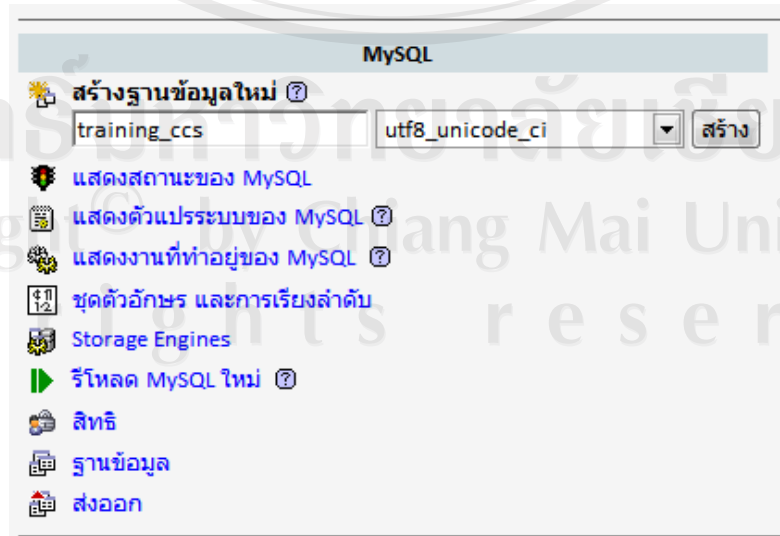 MySQL
สร้างฐานข้อมูลใหม่
training_ccs utf8_unicode_ci สร้าง
แสดงสถานะของ MySQL
แสดงตัวแปรระบบของ MySQL
แสดงงานที่ทำอยู่ของ MySQL
ชุดตัวอักษร และการเรียงลำดับ
Storage Engines
รีโหลด MySQL ใหม่
สิทธิ
ฐานข้อมูล
ส่งออก
by Chiang Mai Uni
r e s e r